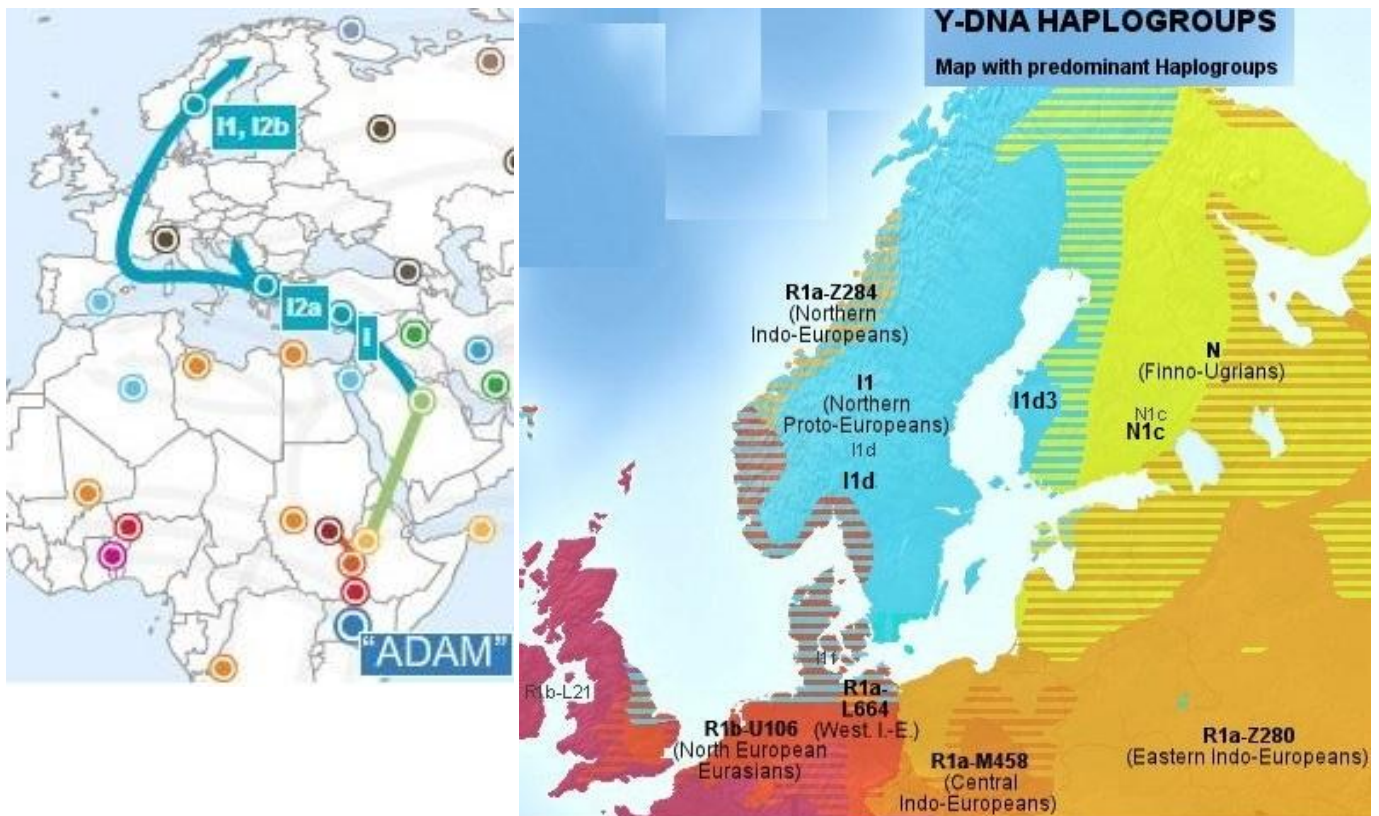 I1, I2b
I2a
I
"ADAM"
Y-DNA HAPLOGROUPS
Map with predominant Haplogroups
R1a-Z284
(Northern
Indo-Europeans)
I1
(Northern
Proto-Europeans)
I1d
I1d
I1d3
N
(Finno-Ugrians)
N1c
N1c
I1f
R1b-L21
R1a-
L664
(West. I.-E.)
R1b-U106
(North European
Eurasians)
R1a-M458
(Central
Indo-Europeans)
R1a-Z280
(Eastern Indo-Europeans)